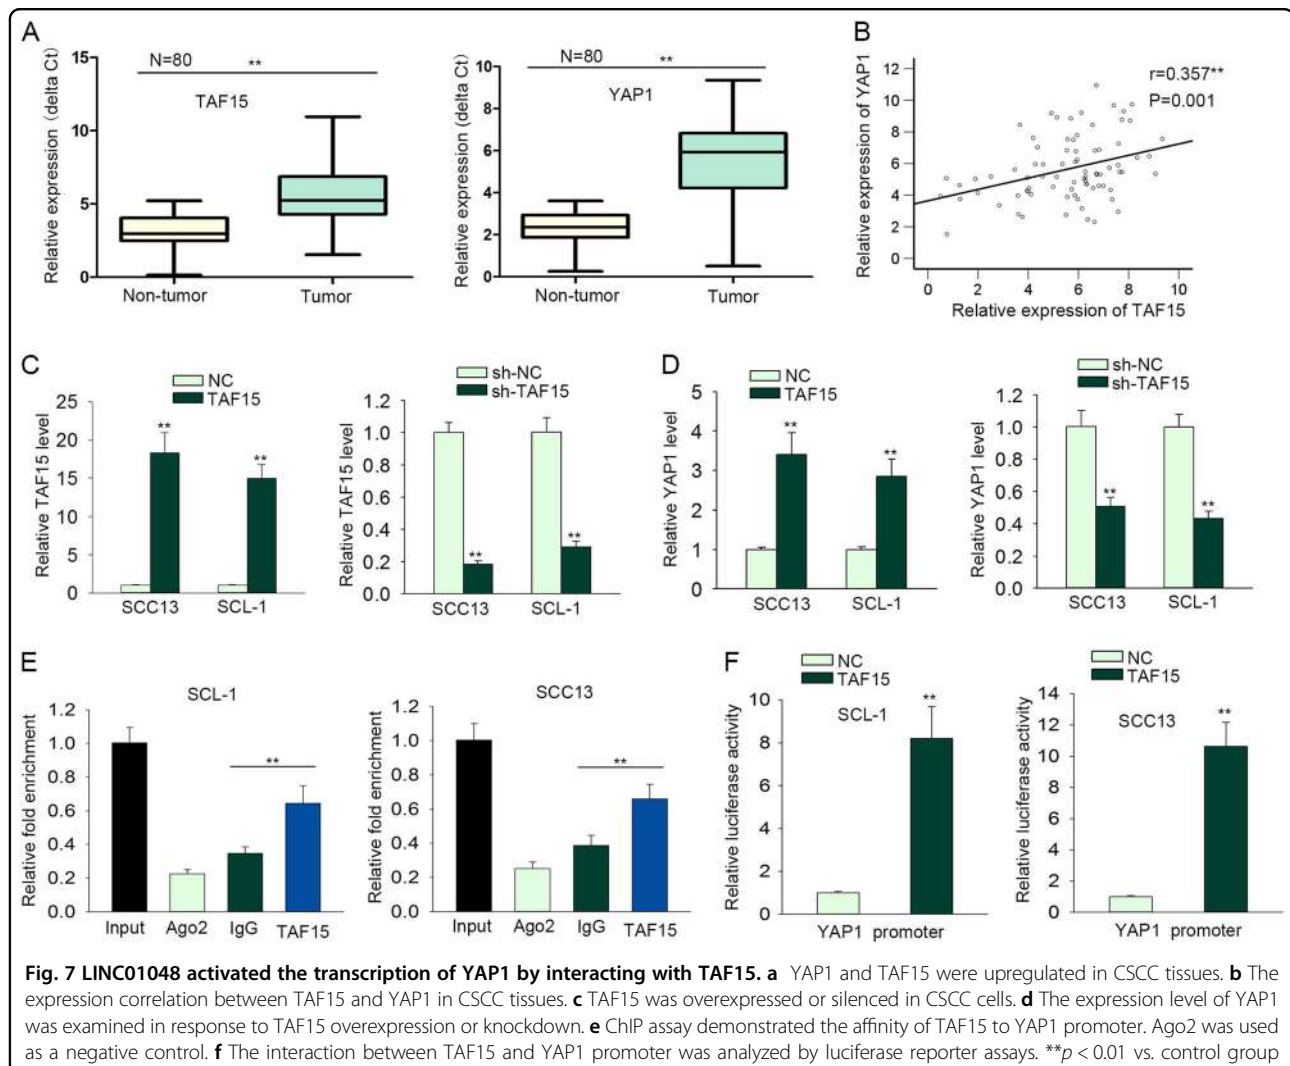 A
B
Relative expression (delta Ct)
15
10
5
0
N=80
**
TAF15
Non-tumor
Tumor
Relative expression (delta Ct)
10
8
6
4
2
0
N=80
**
YAP1
Non-tumor
Tumor
Relative expression of YAP1
12
10
8
6
4
2
0
r=0.357**
P=0.001
0 2 4 6 8 10
Relative expression of TAF15
C
NC
TAF15
Relative TAF15 level
25
20
15
10
5
0
**
**
SCC13
SCL-1
sh-NC
sh-TAF15
Relative TAF15 level
1.2
1.0
0.8
0.6
0.4
0.2
0.0
**
**
SCC13
SCL-1
D
NC
TAF15
Relative YAP1 level
5
4
3
2
1
0
**
**
SCC13
SCL-1
sh-NC
sh-TAF15
Relative YAP1 level
1.2
1.0
0.8
0.6
0.4
0.2
0.0
**
**
SCC13
SCL-1
E
SCL-1
Relative fold enrichment
1.2
1.0
0.8
0.6
0.4
0.2
0.0
**
Input
Ago2
IgG
TAF15
SCC13
Relative fold enrichment
1.2
1.0
0.8
0.6
0.4
0.2
0.0
**
Input
Ago2
IgG
TAF15
F
NC
TAF15
SCL-1
Relative luciferase activity
10
8
6
4
2
0
**
YAP1 promoter
NC
TAF15
SCC13
Relative luciferase activity
14
12
10
8
6
4
2
0
**
YAP1 promoter
Fig. 7 LINC01048 activated the transcription of YAP1 by interacting with TAF15. a YAP1 and TAF15 were upregulated in CSCC tissues. b The
expression correlation between TAF15 and YAP1 in CSCC tissues. c TAF15 was overexpressed or silenced in CSCC cells. d The expression level of YAP1
was examined in response to TAF15 overexpression or knockdown. e ChIP assay demonstrated the affinity of TAF15 to YAP1 promoter. Ago2 was used
as a negative control. f The interaction between TAF15 and YAP1 promoter was analyzed by luciferase reporter assays. **p < 0.01 vs. control group